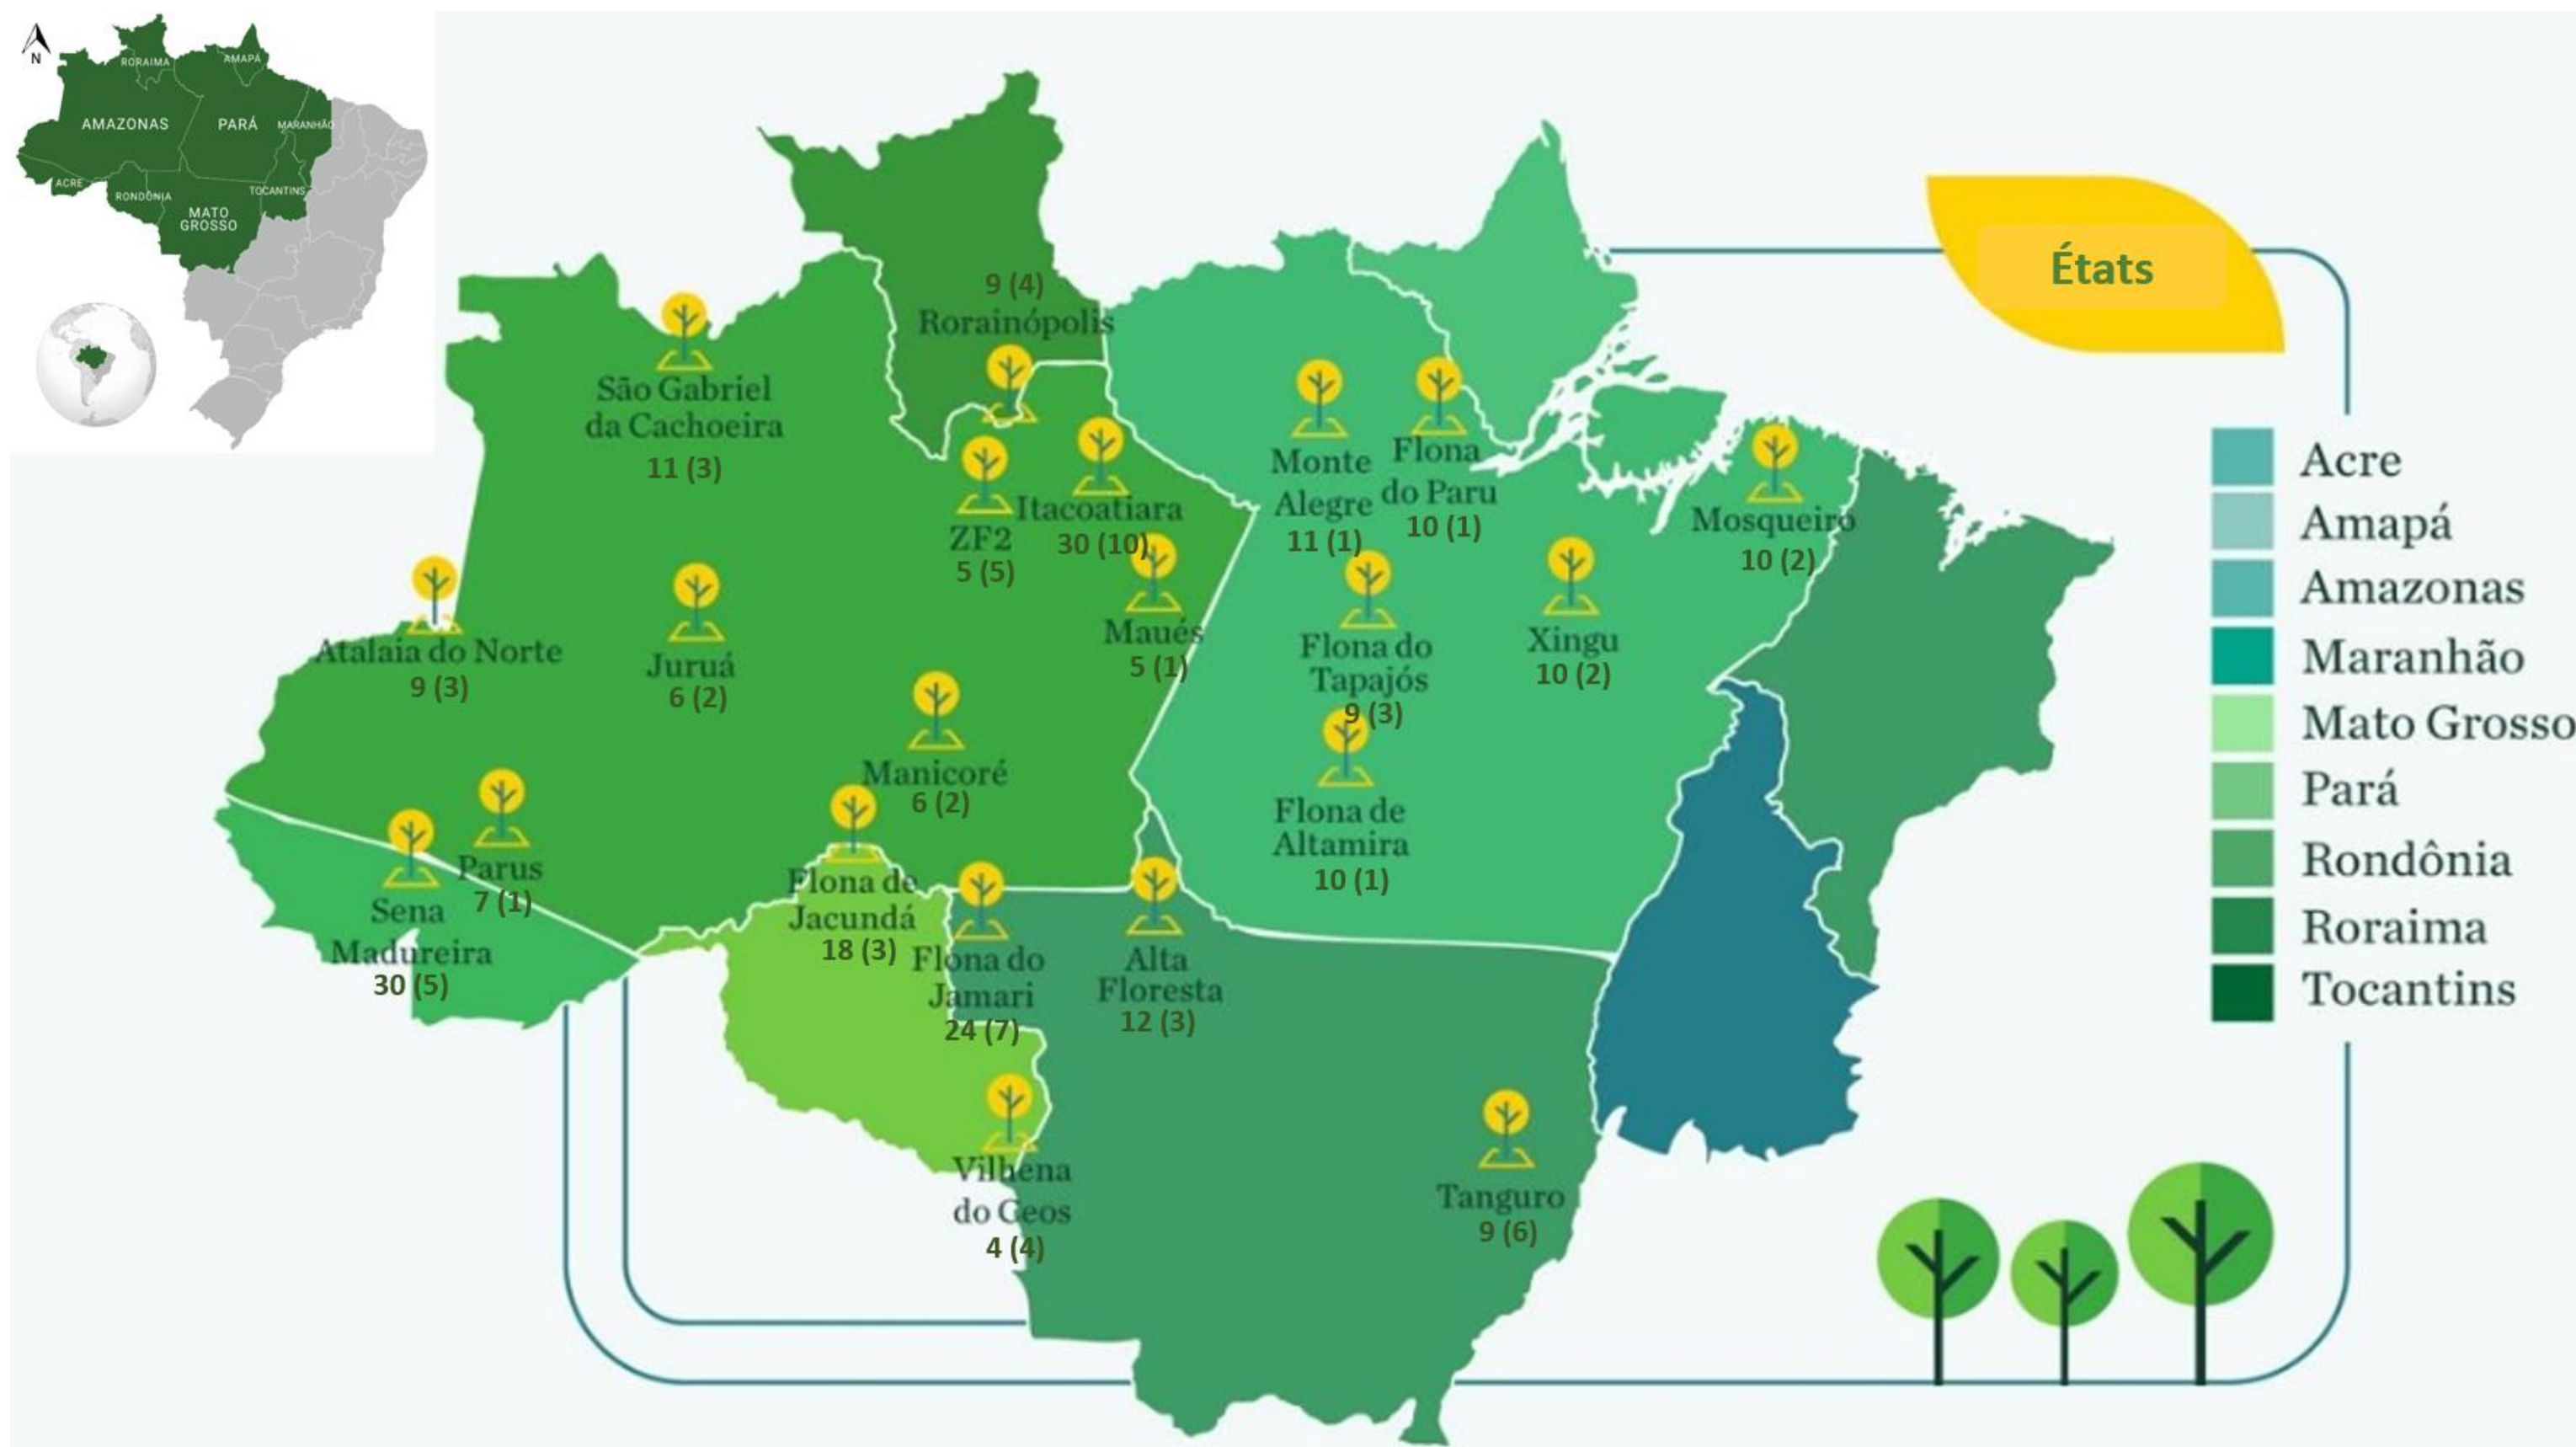 N
RORAIMA
AMAPÁ
AMAZONAS
PARÁ
MARANHÃO
ACRE
RONDÔNIA
TOCANTINS
MATO
GROSSO
États
Acre
Amapá
Amazonas
Maranhão
Mato Grosso
Pará
Rondônia
Roraima
Tocantins
9 (4)
Rorainópolis
São Gabriel
da Cachoeira
11 (3)
ZF2
5 (5)
Itacoatiara
30 (10)
Maués
5 (1)
Monte
Alegre
11 (1)
Flona
do Paru
10 (1)
Mosqueiro
10 (2)
Atalaia do Norte
9 (3)
Juruá
6 (2)
Flona do
Tapajós
9 (3)
Xingu
10 (2)
Manicoré
6 (2)
Flona de
Altamira
10 (1)
Parus
7 (1)
Sena
Madureira
30 (5)
Flona de
Jacundá
18 (3)
Flona do
Jamari
24 (7)
Alta
Floresta
12 (3)
Vilhena
do Geos
4 (4)
Tanguro
9 (6)